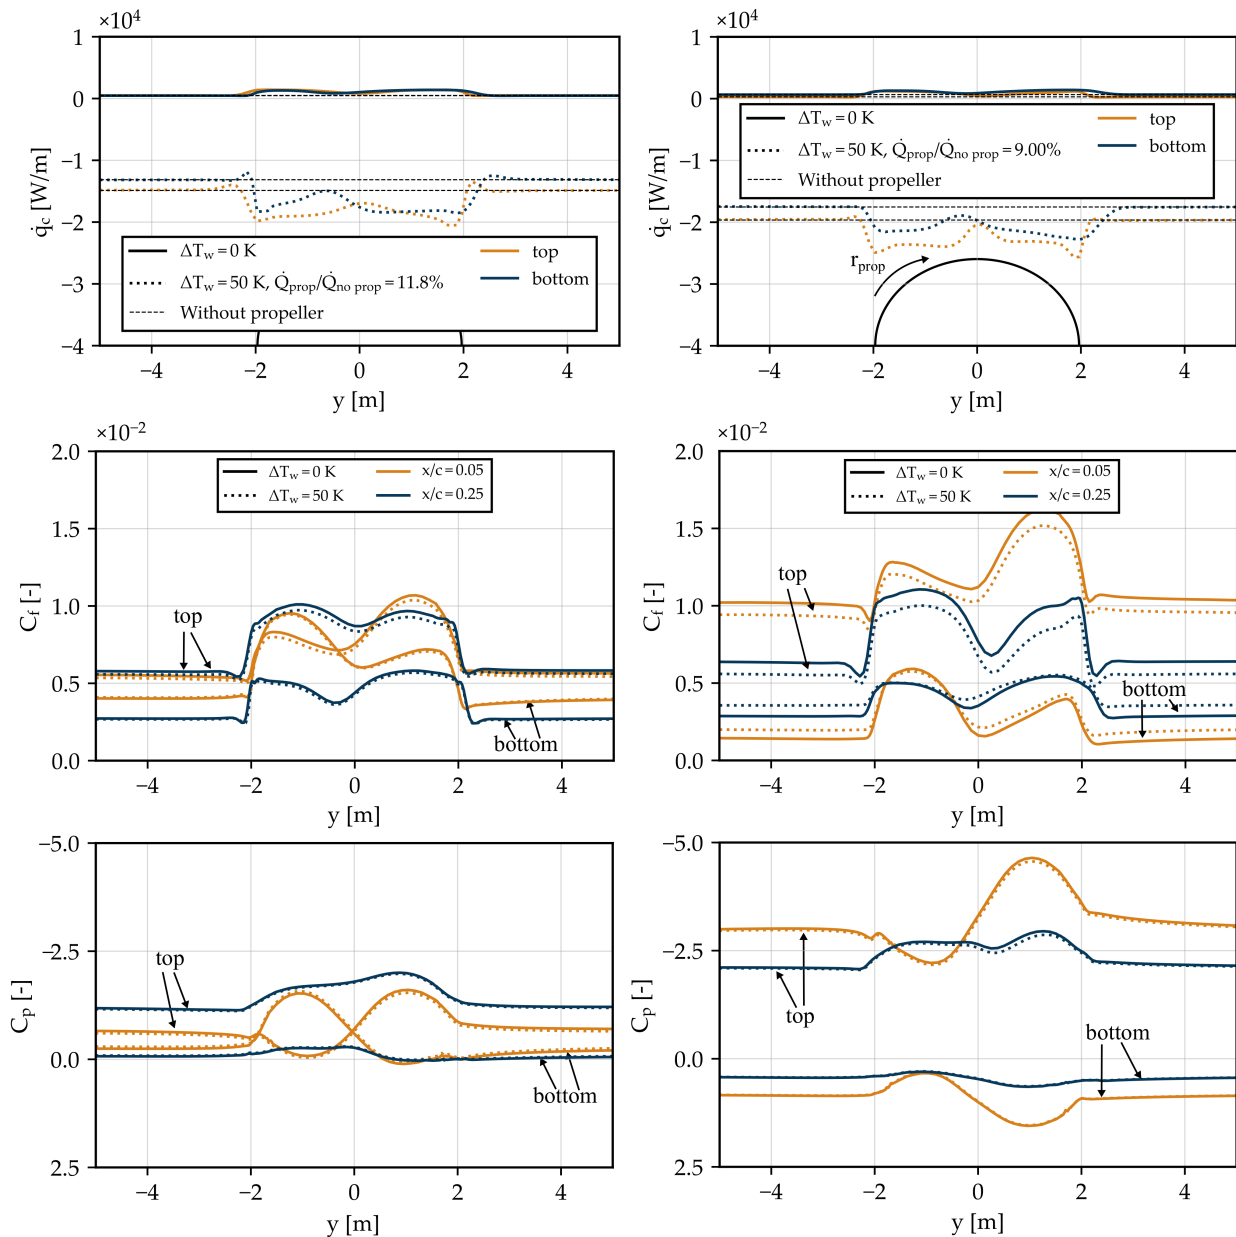 ×10⁴
1
0
−1
−2
−3
−4
q̇c [W/m]
ΔTw = 0 K
ΔTw = 50 K, Q̇prop/Q̇no prop = 11.8%
Without propeller
top
bottom
−4 −2 0 2 4
y [m]
×10⁴
1
0
−1
−2
−3
−4
q̇c [W/m]
ΔTw = 0 K
ΔTw = 50 K, Q̇prop/Q̇no prop = 9.00%
Without propeller
top
bottom
rprop
−4 −2 0 2 4
y [m]
×10⁻²
2.0
1.5
1.0
0.5
0.0
Cf [-]
ΔTw = 0 K
ΔTw = 50 K
x/c = 0.05
x/c = 0.25
top
bottom
−4 −2 0 2 4
y [m]
×10⁻²
2.0
1.5
1.0
0.5
0.0
Cf [-]
ΔTw = 0 K
ΔTw = 50 K
x/c = 0.05
x/c = 0.25
top
bottom
−4 −2 0 2 4
y [m]
−5.0
−2.5
0.0
2.5
Cp [-]
top
bottom
−4 −2 0 2 4
y [m]
−5.0
−2.5
0.0
2.5
Cp [-]
top
bottom
−4 −2 0 2 4
y [m]